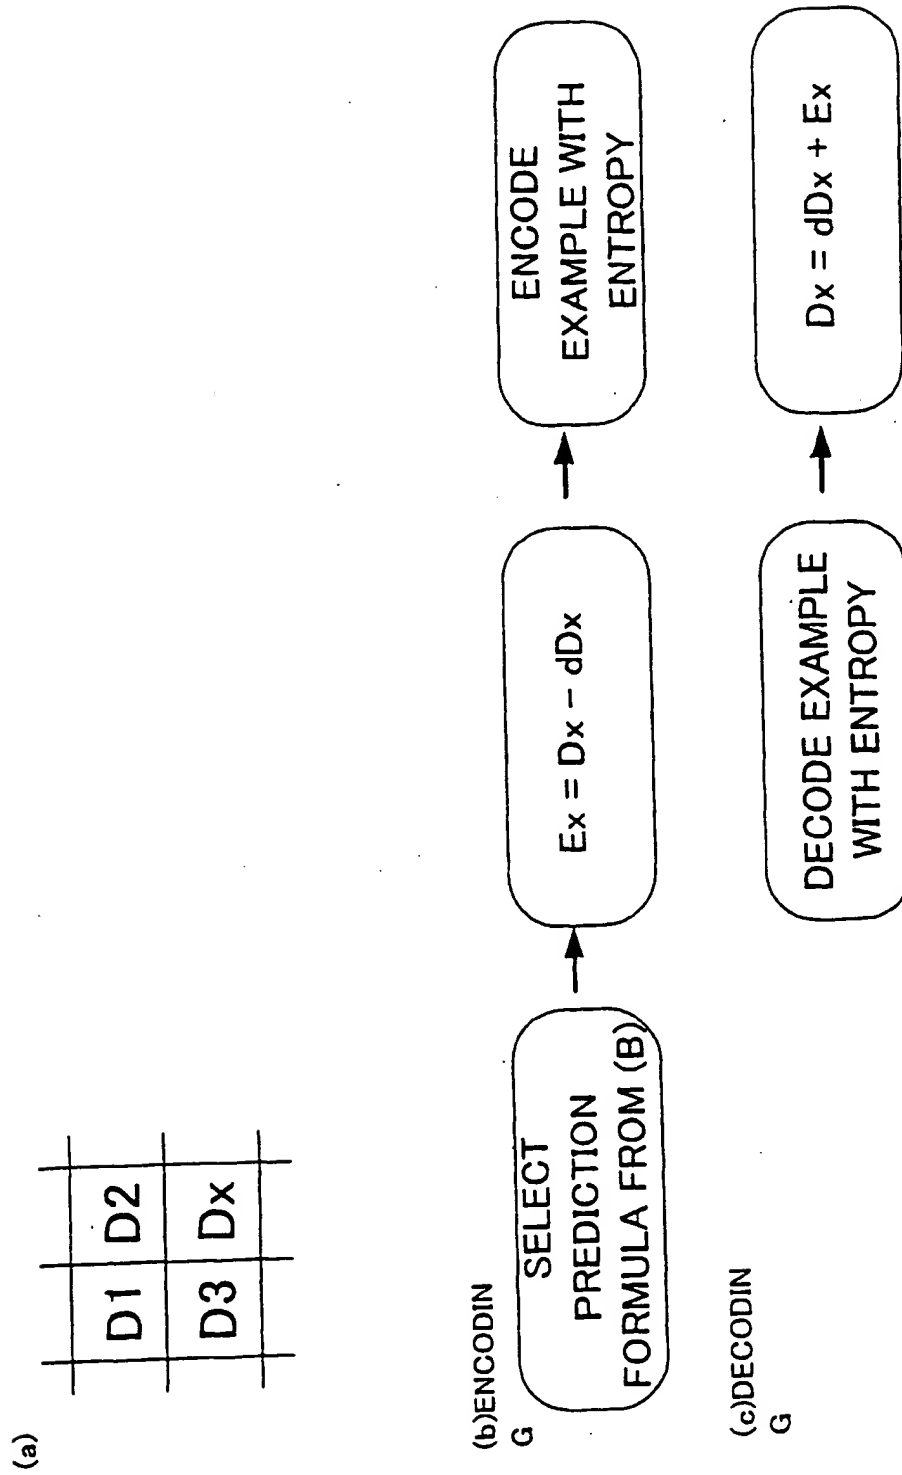 (a)
D1 D2
D3 Dx
(b)ENCODIN
G
SELECT
PREDICTION
FORMULA FROM (B)
Ex = Dx − dDx
ENCODE
EXAMPLE WITH
ENTROPY
(c)DECODIN
G
DECODE EXAMPLE
WITH ENTROPY
Dx = dDx + Ex